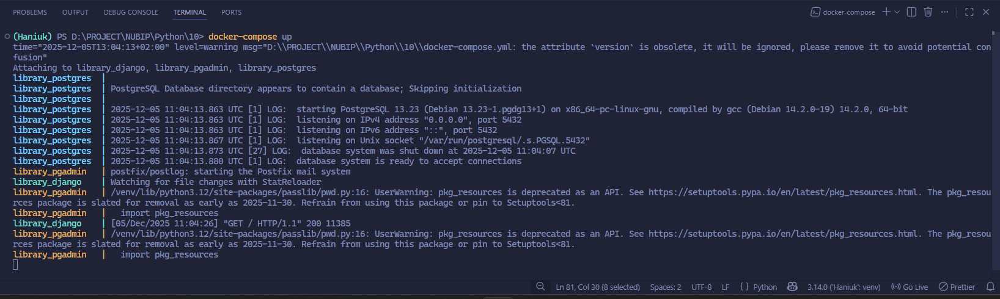 PROBLEMS OUTPUT DEBUG CONSOLE TERMINAL PORTS docker-compose
(Haniuk) PS D:\PROJECT\NUBIP\Python\10> docker-compose up
time="2025-12-05T13:04:13+02:00" level=warning msg="D:\\PROJECT\\NUBIP\\Python\\10\\docker-compose.yml: the attribute `version` is obsolete, it will be ignored, please remove it to avoid potential con
fusion"
Attaching to library_django, library_pgadmin, library_postgres
library_postgres |
library_postgres | PostgreSQL Database directory appears to contain a database; Skipping initialization
library_postgres |
library_postgres | 2025-12-05 11:04:13.863 UTC [1] LOG:  starting PostgreSQL 13.23 (Debian 13.23-1.pgdg13+1) on x86_64-pc-linux-gnu, compiled by gcc (Debian 14.2.0-19) 14.2.0, 64-bit
library_postgres | 2025-12-05 11:04:13.863 UTC [1] LOG:  listening on IPv4 address "0.0.0.0", port 5432
library_postgres | 2025-12-05 11:04:13.863 UTC [1] LOG:  listening on IPv6 address "::", port 5432
library_postgres | 2025-12-05 11:04:13.867 UTC [1] LOG:  listening on Unix socket "/var/run/postgresql/.s.PGSQL.5432"
library_postgres | 2025-12-05 11:04:13.873 UTC [27] LOG:  database system was shut down at 2025-12-05 11:04:07 UTC
library_postgres | 2025-12-05 11:04:13.880 UTC [1] LOG:  database system is ready to accept connections
library_pgadmin | postfix/postlog: starting the Postfix mail system
library_django | Watching for file changes with StatReloader
library_pgadmin | /venv/lib/python3.12/site-packages/passlib/pwd.py:16: UserWarning: pkg_resources is deprecated as an API. See https://setuptools.pypa.io/en/latest/pkg_resources.html. The pkg_resou
rces package is slated for removal as early as 2025-11-30. Refrain from using this package or pin to Setuptools<81.
library_pgadmin |   import pkg_resources
library_django | [05/Dec/2025 11:04:26] "GET / HTTP/1.1" 200 11385
library_pgadmin | /venv/lib/python3.12/site-packages/passlib/pwd.py:16: UserWarning: pkg_resources is deprecated as an API. See https://setuptools.pypa.io/en/latest/pkg_resources.html. The pkg_resou
rces package is slated for removal as early as 2025-11-30. Refrain from using this package or pin to Setuptools<81.
library_pgadmin |   import pkg_resources
Ln 81, Col 30 (8 selected) Spaces: 2 UTF-8 LF {} Python 3.14.0 ('Haniuk': venv) Go Live Prettier